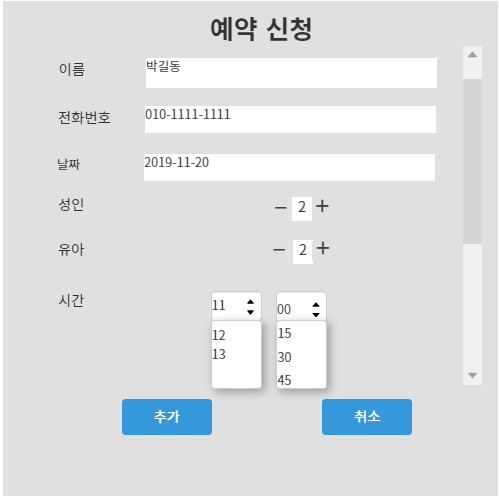 예약 신청
이름 박길동
전화번호 010-1111-1111
날짜 2019-11-20
성인 − 2 +
유아 − 2 +
시간 11 00
12 15
13 30
45
추가 취소